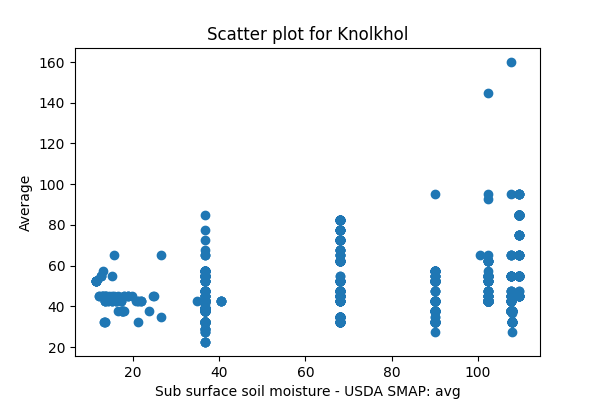 Scatter plot for Knolkhol
Average
160
140
120
100
80
60
40
20
20 40 60 80 100
Sub surface soil moisture - USDA SMAP: avg